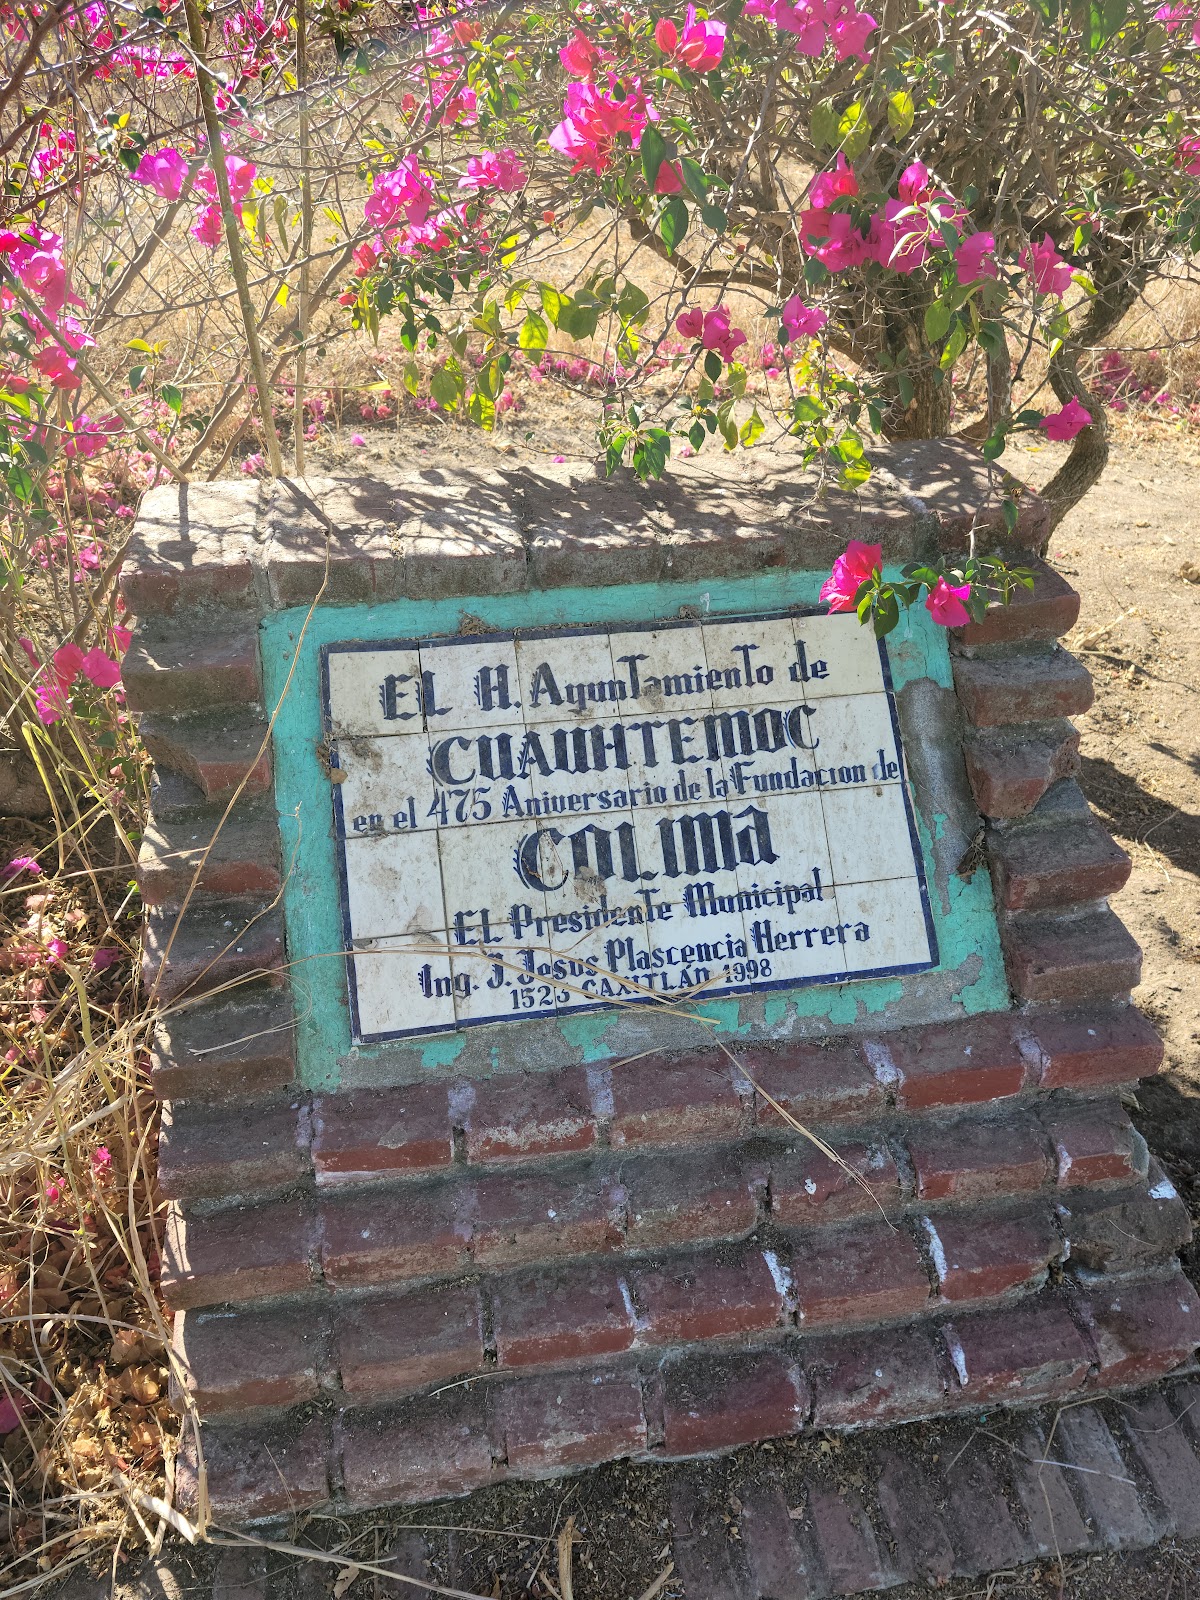 EL H. Ayuntamiento de
CUAUHTEMOC
en el 475 Aniversario de la Fundacion de
COLIMA
EL Presidente Municipal
Ing. J. Jesus Plascencia Herrera
1523 CAXITLÁN 1998